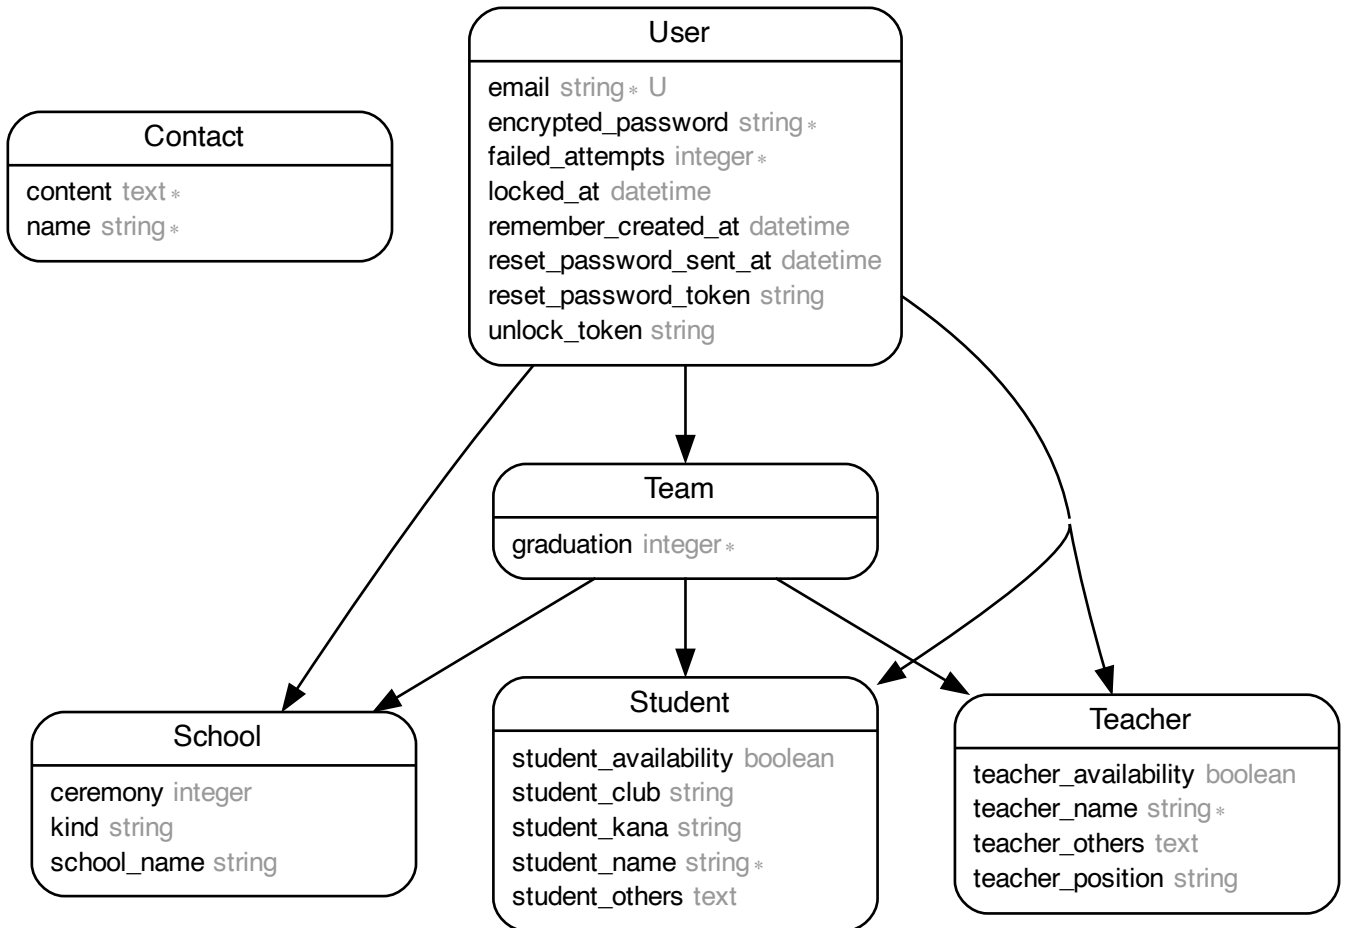 User
email string* U
encrypted_password string*
failed_attempts integer*
locked_at datetime
remember_created_at datetime
reset_password_sent_at datetime
reset_password_token string
unlock_token string
Contact
content text*
name string*
Team
graduation integer*
School
ceremony integer
kind string
school_name string
Student
student_availability boolean
student_club string
student_kana string
student_name string*
student_others text
Teacher
teacher_availability boolean
teacher_name string*
teacher_others text
teacher_position string